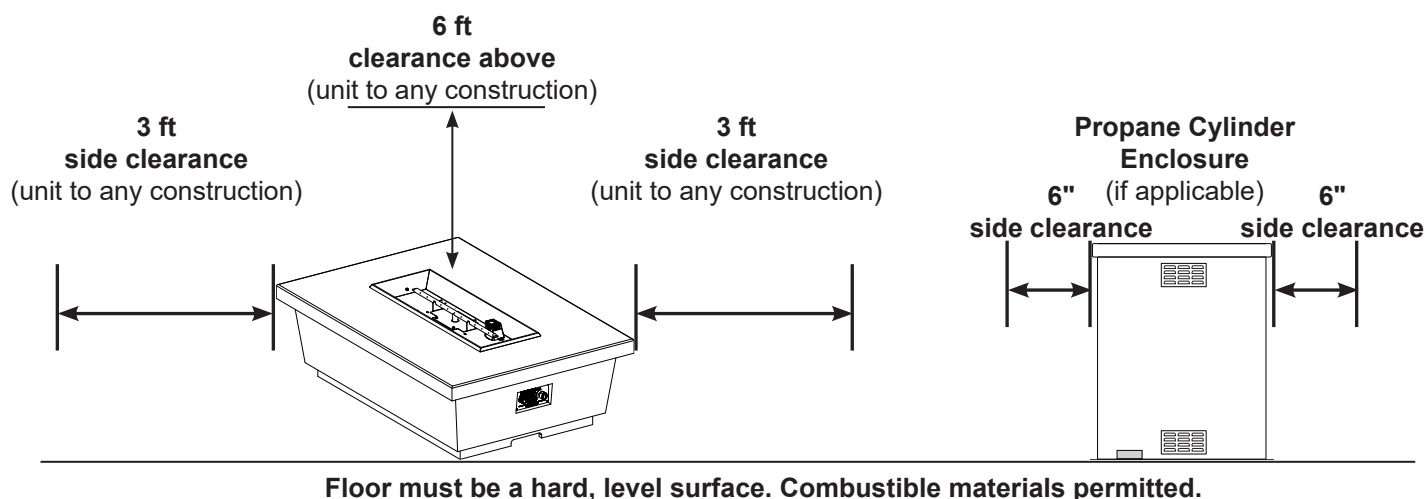 6 ft
clearance above
(unit to any construction)
3 ft
side clearance
(unit to any construction)
3 ft
side clearance
(unit to any construction)
Propane Cylinder
Enclosure
(if applicable)
6"
side clearance
6"
side clearance
Floor must be a hard, level surface. Combustible materials permitted.